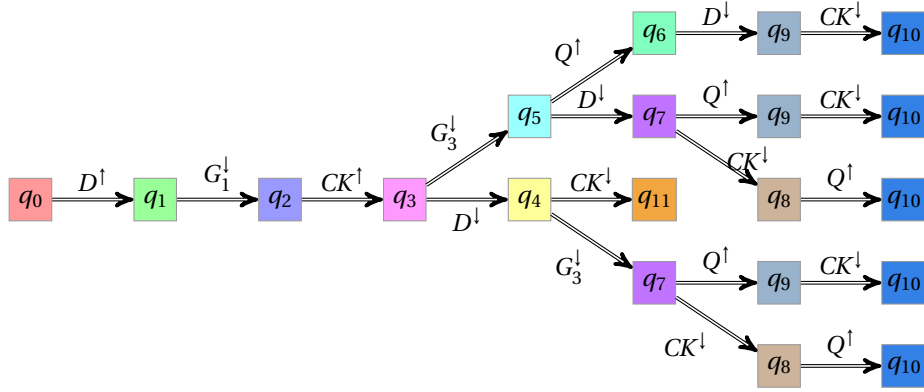 q₆ D↓ q₉ CK↓ q₁₀
Q↑
q₅ D↓ q₇ Q↑ q₉ CK↓ q₁₀
G₃↓ CK↓
q₀ D↑ q₁ G₁↓ q₂ CK↑ q₃ D↓ q₄ CK↓ q₁₁ q₈ Q↑ q₁₀
G₃↓ q₇ Q↑ q₉ CK↓ q₁₀
CK↓ q₈ Q↑ q₁₀